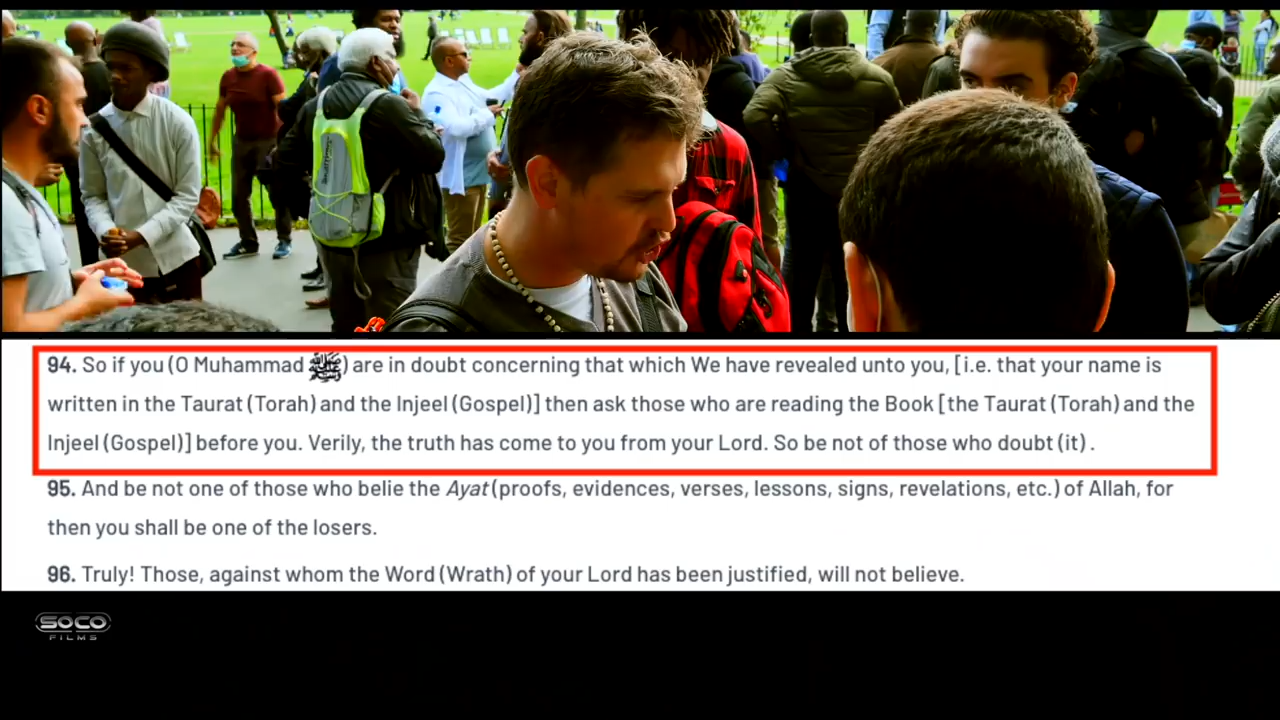 94. So if you (O Muhammad ﷺ) are in doubt concerning that which We have revealed unto you, [i.e. that your name is
written in the Taurat (Torah) and the Injeel (Gospel)] then ask those who are reading the Book [the Taurat (Torah) and the
Injeel (Gospel)] before you. Verily, the truth has come to you from your Lord. So be not of those who doubt (it) .
95. And be not one of those who belie the Ayat (proofs, evidences, verses, lessons, signs, revelations, etc.) of Allah, for
then you shall be one of the losers.
96. Truly! Those, against whom the Word (Wrath) of your Lord has been justified, will not believe.
SOCO
FILMS